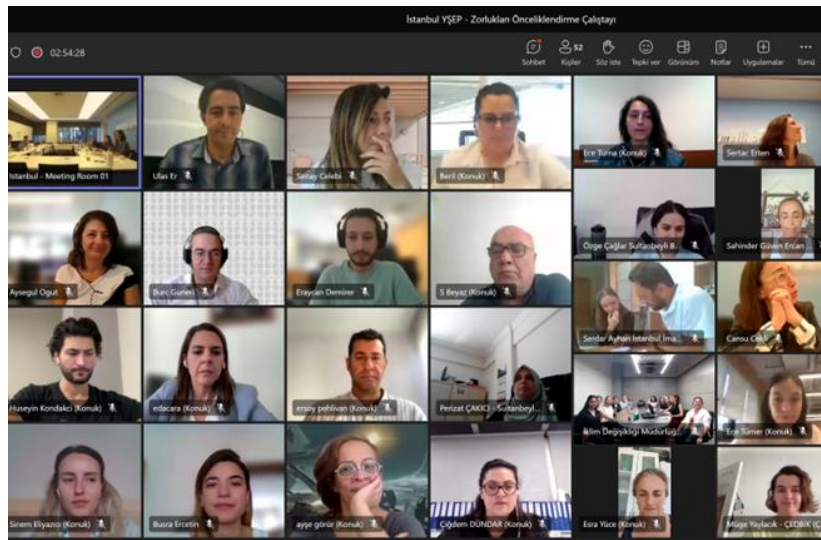 İstanbul YŞEP - Zorlukları Önceliklendirme Çalıştayı
02:54:28
52
Sohbet Kişiler Söz iste Tepki ver Görünüm Notlar Uygulamalar Tümü
Istanbul - Meeting Room 01
Ulas Er
Senay Celebi
Beril (Konuk)
Ece Turna (Konuk)
Sertac Erten
Aysegul Ogut
Burc Guneri
Eraycan Demirer
S Beyaz (Konuk)
Özge Çağlar Sultanbeyli B...
Sahinder Güven Ercan ...
Serdar Ayhan İstanbul İma...
Cansu Cekli
Huseyin Kondakci (Konuk)
edacara (Konuk)
ersoy pehlivan (Konuk)
Perizat ÇAKICI - Sultanbeyl...
İklim Değişikliği Müdürlüğ...
Ece Tümer (Konuk)
Sinem Eliyazıcı (Konuk)
Busra Ercetin
ayşe görür (Konuk)
Çiğdem DÜNDAR (Konuk)
Esra Yüce (Konuk)
Müge Yaylacık - ÇEDBİK (Ç